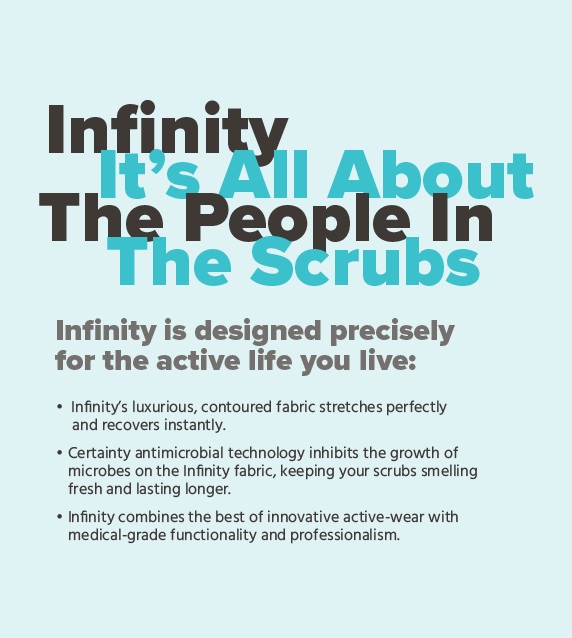 Infinity
It's All About
The People In
The Scrubs
Infinity is designed precisely
for the active life you live:
• Infinity's luxurious, contoured fabric stretches perfectly
and recovers instantly.
• Certainty antimicrobial technology inhibits the growth of
microbes on the Infinity fabric, keeping your scrubs smelling
fresh and lasting longer.
• Infinity combines the best of innovative active-wear with
medical-grade functionality and professionalism.